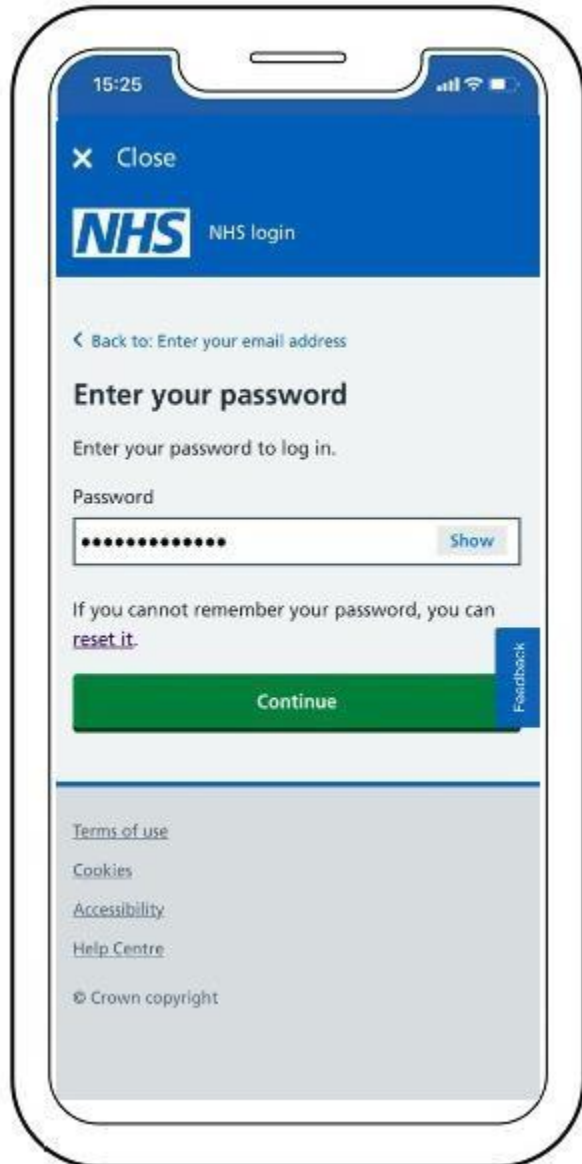 15:25
× Close
NHS NHS login
Back to: Enter your email address
Enter your password
Enter your password to log in.
Password
••••••••••••• Show
If you cannot remember your password, you can
reset it.
Feedback
Continue
Terms of use
Cookies
Accessibility
Help Centre
© Crown copyright